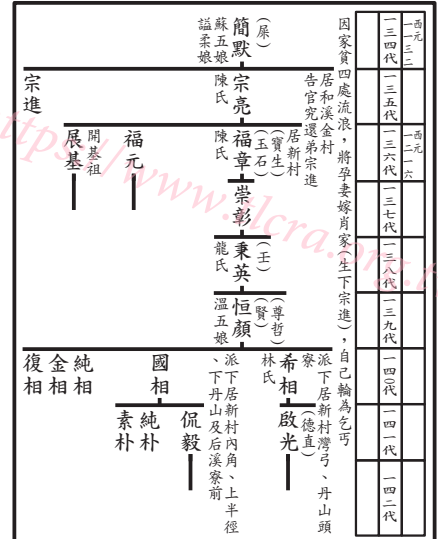 西元一一三二
西元一二一六
一三四代
一三五代
一三六代
一三七代
一三八代
一三九代
一四○代
一四一代
一四二代
因家貧四處流浪，將孕妻嫁肖家（生下宗進），自己輪為乞丐
（屎）
簡默
蘇五娘
謚柔娘
居和溪金村
告官究還弟宗進
宗亮
陳氏
宗進
居新村
（寶生）
（玉石）
福章
陳氏
福元
開基祖
展基
崇彰
（壬）
秉英
龍氏
（尊哲）
（賢）
恒顏
溫五娘
派下居新村灣弓、丹山頭
寮
希相
林氏
派下居新村內角、上半徑
、下丹山及后溪寮前
國相
純相
金相
復相
（德直）
啟光
侃毅
純朴
素朴
https://www.tlcra.org.t